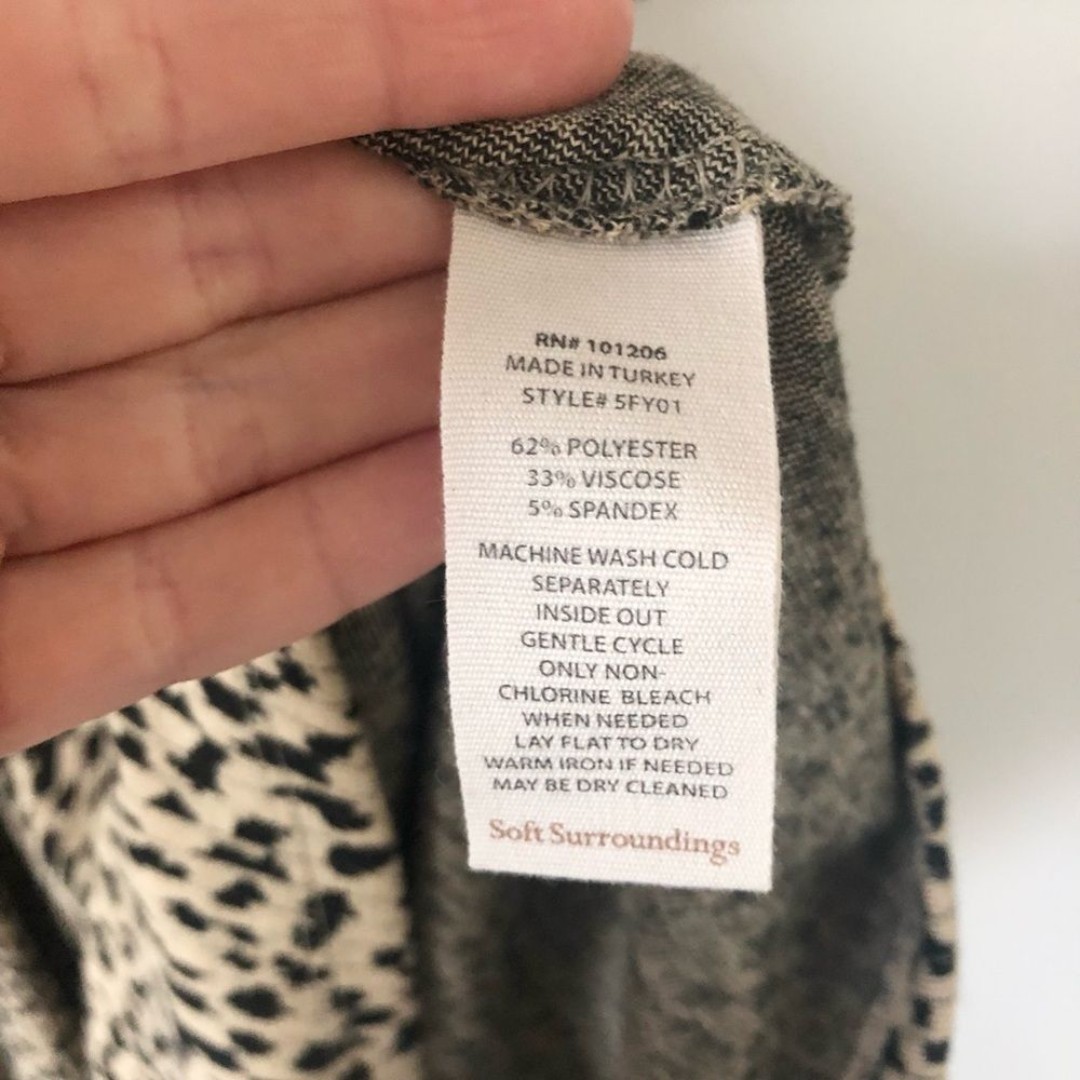 RN# 101206
MADE IN TURKEY
STYLE# 5FY01
62% POLYESTER
33% VISCOSE
5% SPANDEX
MACHINE WASH COLD
SEPARATELY
INSIDE OUT
GENTLE CYCLE
ONLY NON-
CHLORINE BLEACH
WHEN NEEDED
LAY FLAT TO DRY
WARM IRON IF NEEDED
MAY BE DRY CLEANED
Soft Surroundings